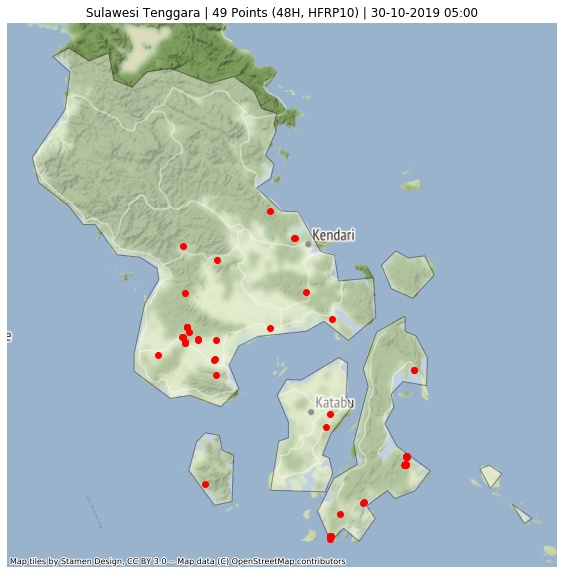 Sulawesi Tenggara | 49 Points (48H, HFRP10) | 30-10-2019 05:00
Kendari
e
Katabu
Map tiles by Stamen Design, CC BY 3.0 -- Map data (C) OpenStreetMap contributors